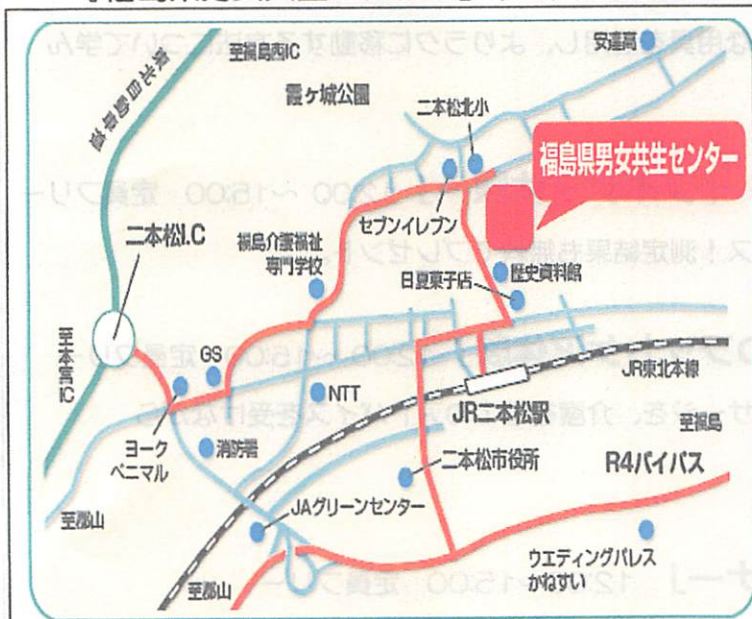 至福島西IC
安達高
東北自動車道
霞ヶ城公園
二本松北小
福島県男女共生センター
二本松I.C
福島介護福祉
専門学校
セブンイレブン
歴史資料館
日夏菓子店
至本宮IC
GS
JR東北本線
NTT
JR二本松駅
ヨーク
ベニマル
消防署
至福島
二本松市役所
R4バイパス
至郡山
JAグリーンセンター
ウエディングパレス
かねすい
至郡山